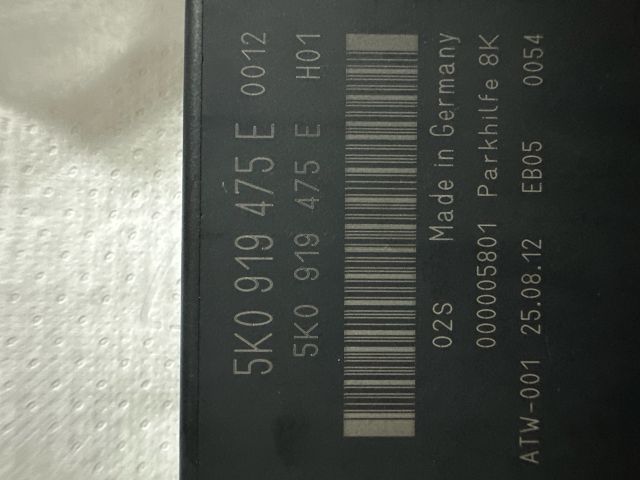 5K0 919 475 E 0012
5K0 919 475 E H01
02S Made in Germany
000005801 Parkhilfe 8K
ATW-001 25.08.12 EB05 0054